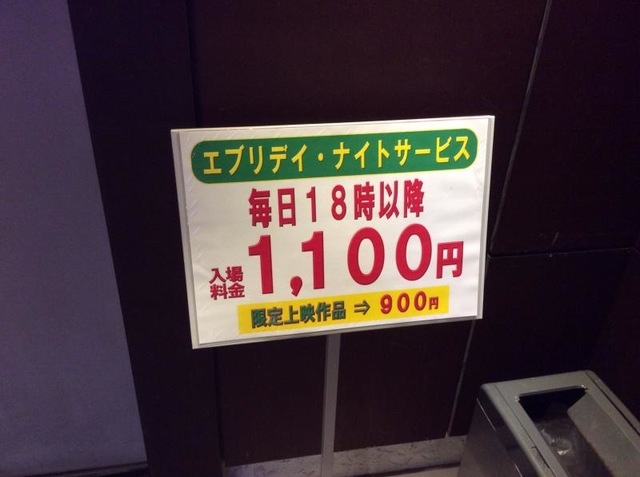 エブリデイ・ナイトサービス
毎日18時以降
入場料金 1,100円
限定上映作品 ⇒ 900円